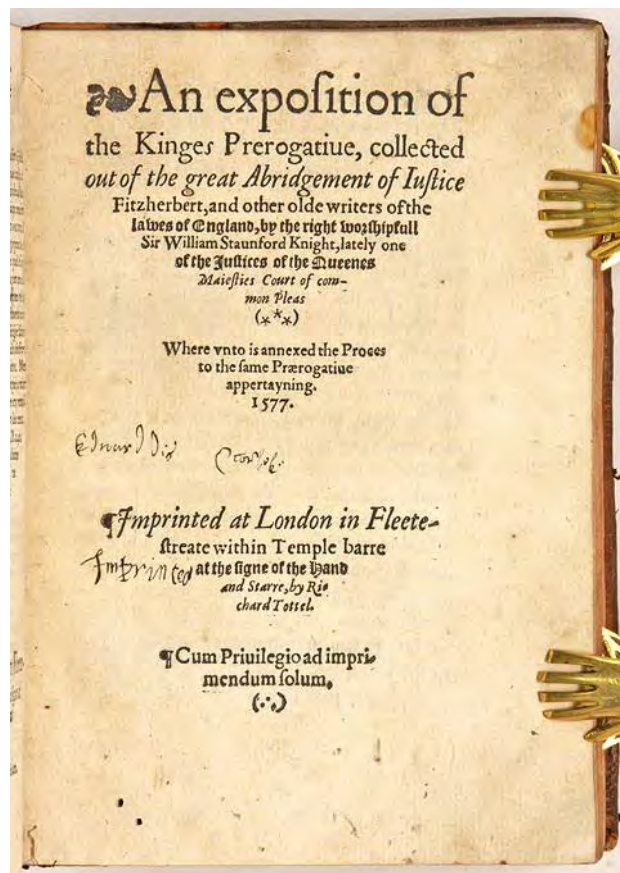 An expoſition of
the Kinges Prerogatiue, collected
out of the great Abridgement of Iuſtice
Fitzherbert, and other olde writers of the
lawes of England, by the right worſhipfull
Sir William Staunford Knight, lately one
of the Juſtices of the Queenes
Maieſties Court of com-
mon Pleas
(***)
Where vnto is annexed the Proces
to the ſame Prærogatiue
appertayning.
1577.
¶Imprinted at London in Fleete-
ſtreate within Temple barre
Imprinted
at the ſigne of the Hand
and Starre, by Ri-
chard Tottel.
¶Cum Priuilegio ad impri-
mendum ſolum.